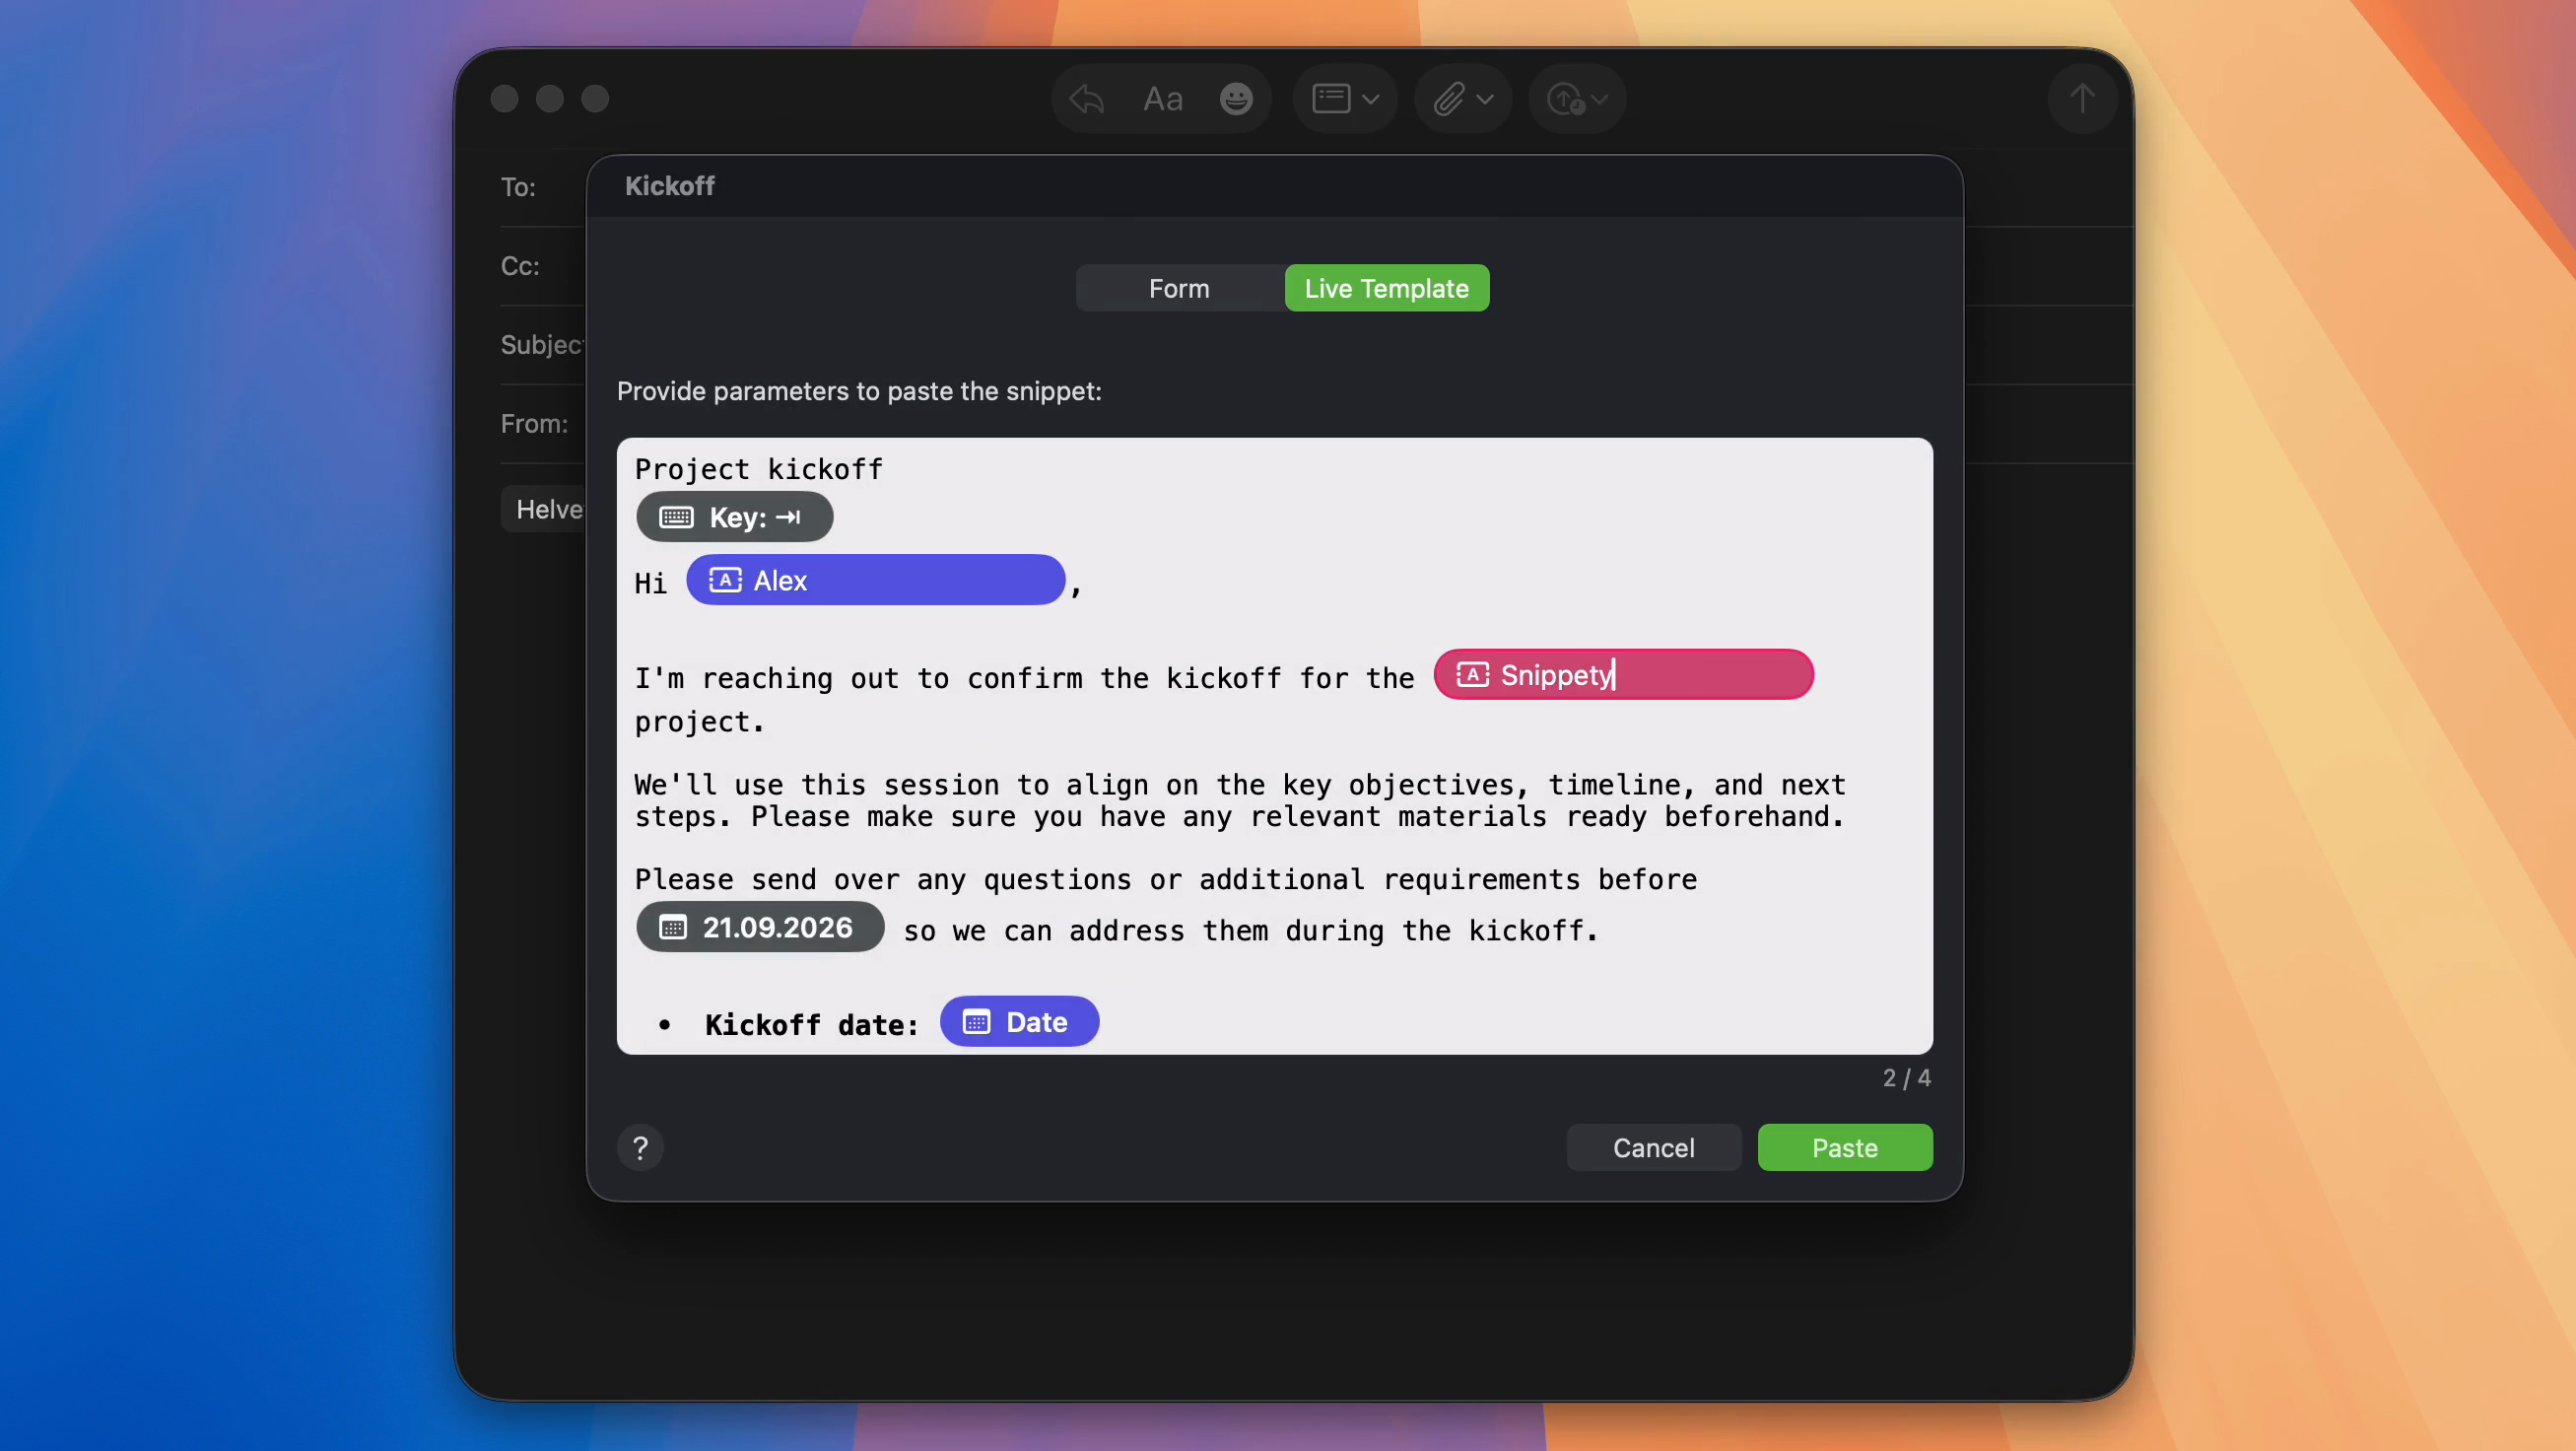 Aa
To:
Kickoff
Cc:
Form
Live Template
Subject
From:
Provide parameters to paste the snippet:
Helve
Project kickoff
Key: ⇥
Hi Alex,
I'm reaching out to confirm the kickoff for the Snippety
project.
We'll use this session to align on the key objectives, timeline, and next
steps. Please make sure you have any relevant materials ready beforehand.
Please send over any questions or additional requirements before
21.09.2026 so we can address them during the kickoff.
• Kickoff date: Date
2 / 4
?
Cancel
Paste